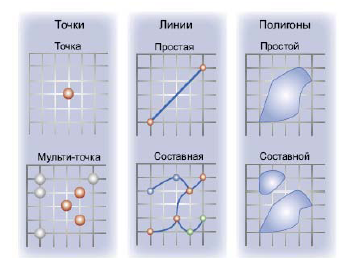 Точки
Линии
Полигоны
Точка
Простая
Простой
Мульти-точка
Составная
Составной